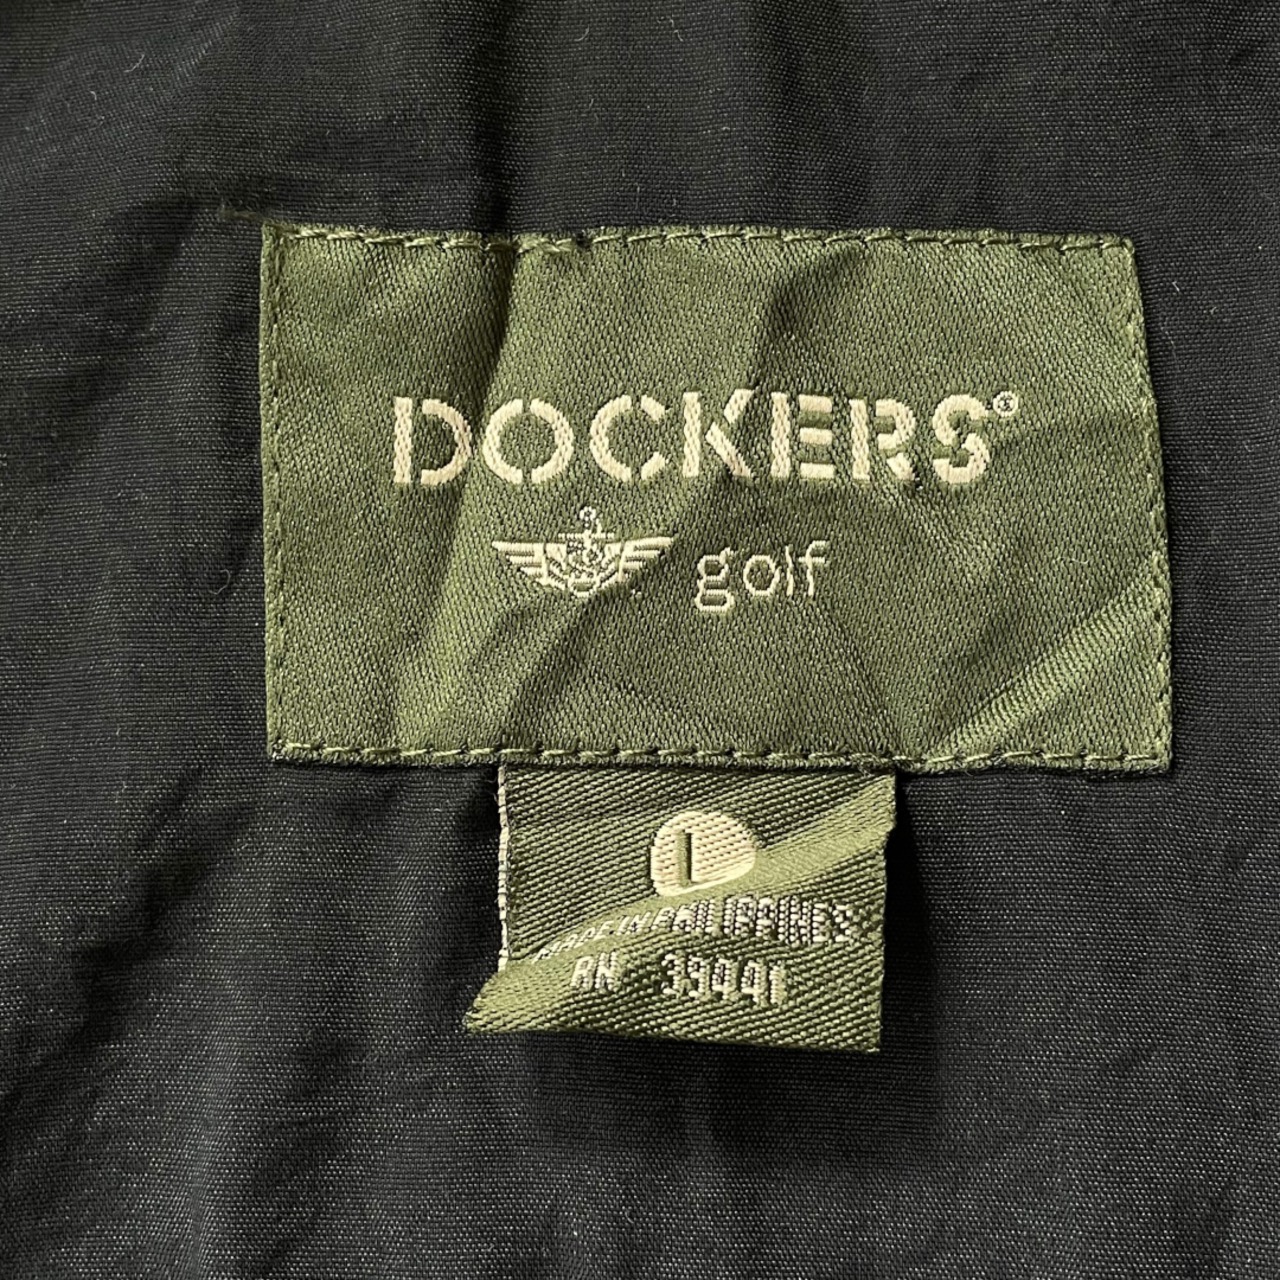 DOCKERS®
golf
L
MADE IN PHILIPPINES
RN 39441